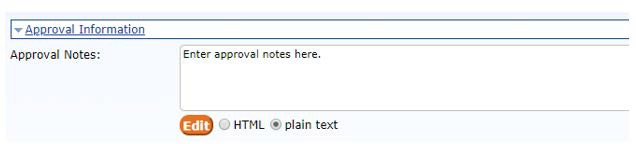 Approval Information
Approval Notes: Enter approval notes here.
Edit HTML plain text